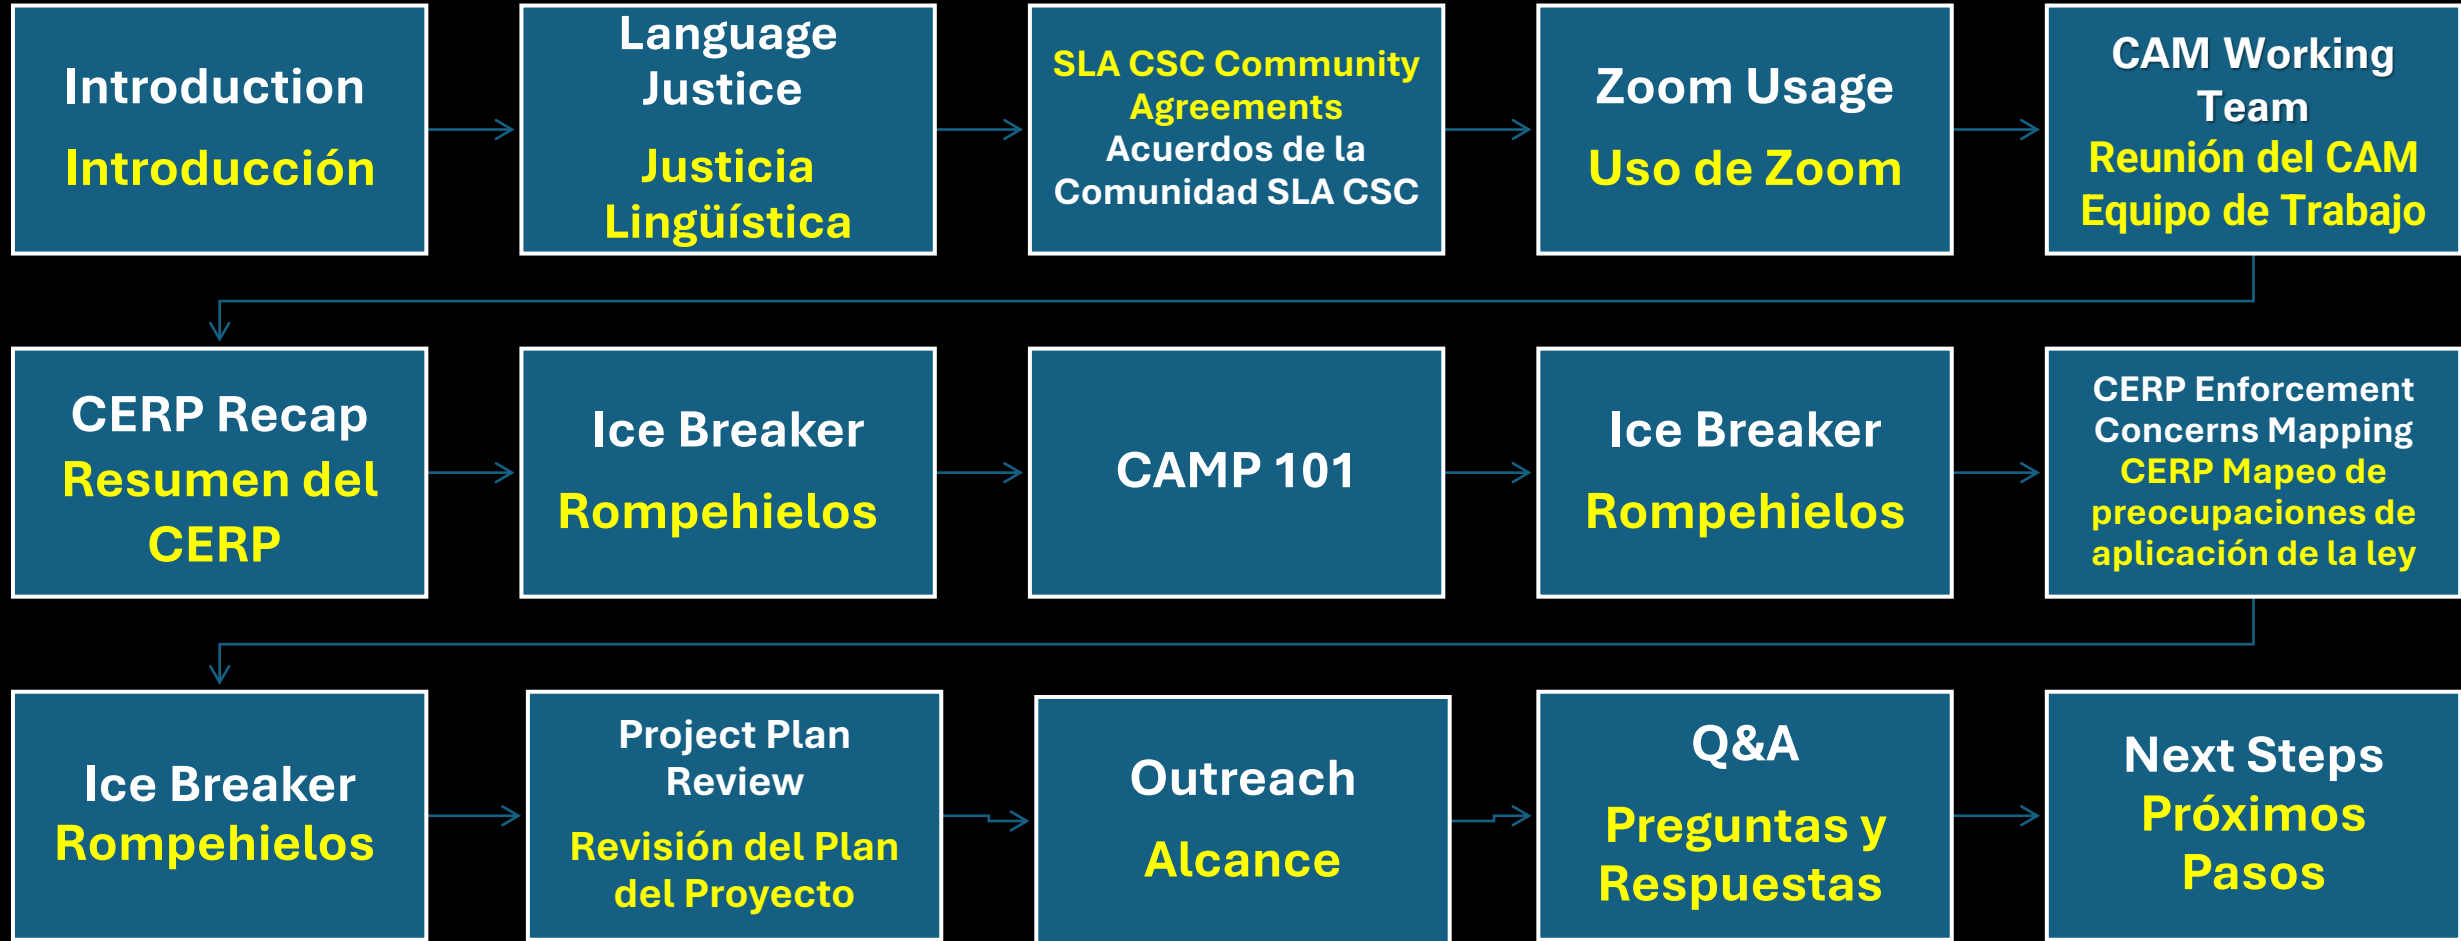 Introduction
Introducción
Language
Justice
Justicia
Lingüística
SLA CSC Community
Agreements
Acuerdos de la
Comunidad SLA CSC
Zoom Usage
Uso de Zoom
CAM Working
Team
Reunión del CAM
Equipo de Trabajo
CERP Recap
Resumen del
CERP
Ice Breaker
Rompehielos
CAMP 101
Ice Breaker
Rompehielos
CERP Enforcement
Concerns Mapping
CERP Mapeo de
preocupaciones de
aplicación de la ley
Ice Breaker
Rompehielos
Project Plan
Review
Revisión del Plan
del Proyecto
Outreach
Alcance
Q&A
Preguntas y
Respuestas
Next Steps
Próximos
Pasos